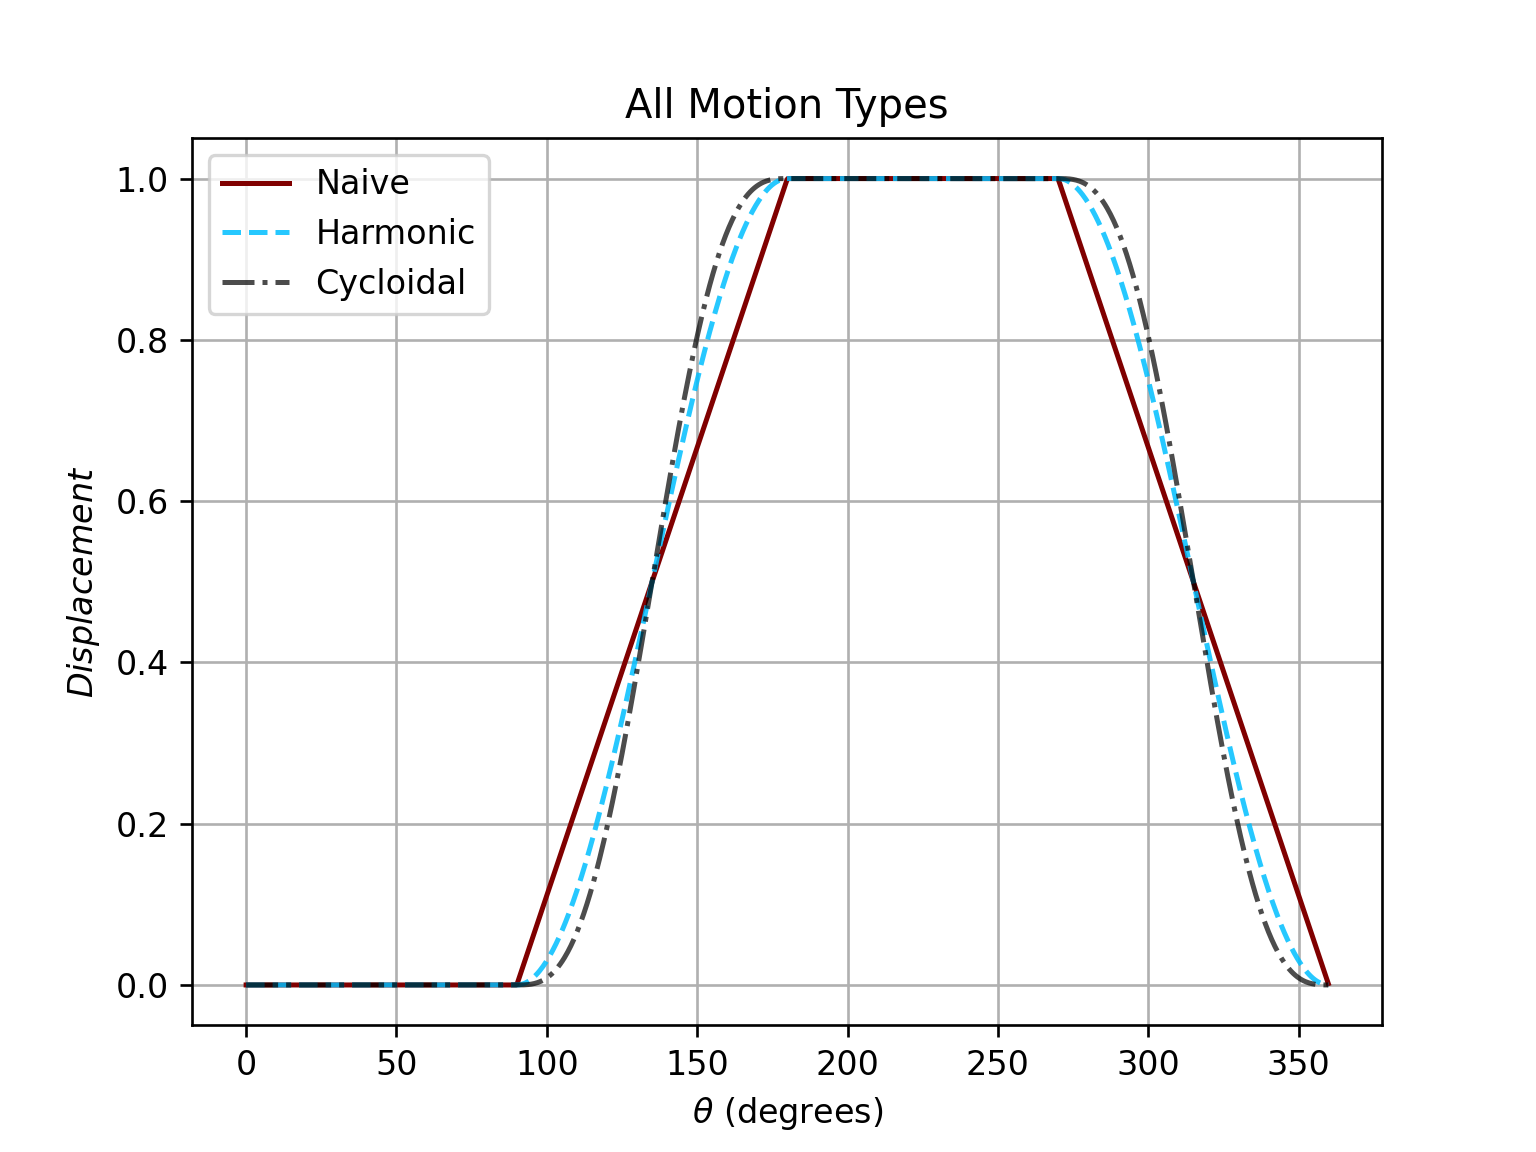 All Motion Types
Naive
Harmonic
Cycloidal
1.0
0.8
0.6
0.4
0.2
0.0
Displacement
0 50 100 150 200 250 300 350
θ (degrees)